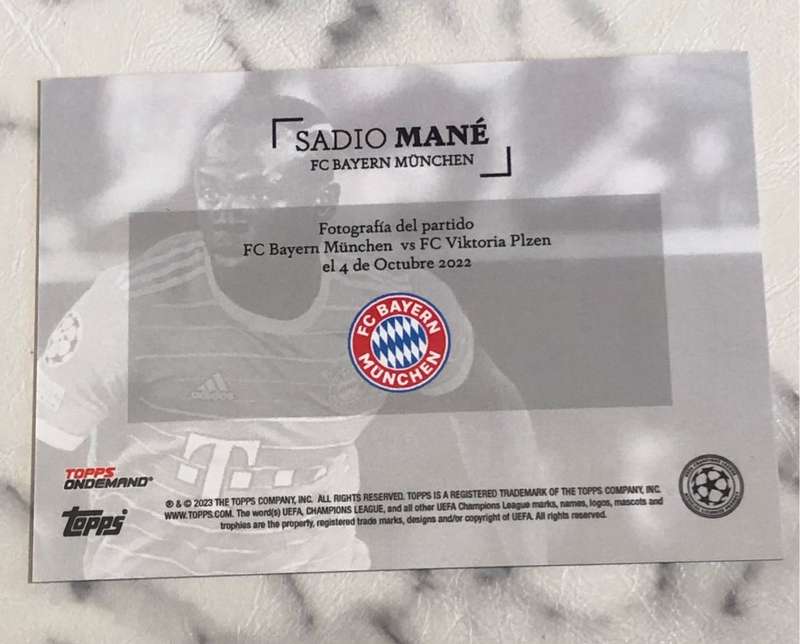 SADIO MANÉ
FC BAYERN MÜNCHEN
Fotografía del partido
FC Bayern München vs FC Viktoria Plzen
el 4 de Octubre 2022
FC BAYERN
MÜNCHEN
adidas
T
TOPPS
ONDEMAND®
topps®
® & © 2023 THE TOPPS COMPANY, INC. ALL RIGHTS RESERVED. TOPPS IS A REGISTERED TRADEMARK OF THE TOPPS COMPANY, INC.
WWW.TOPPS.COM. The word(s) UEFA, CHAMPIONS LEAGUE, and all other UEFA Champions League marks, names, logos, mascots and
trophies are the property, registered trade marks, designs and/or copyright of UEFA. All rights reserved.